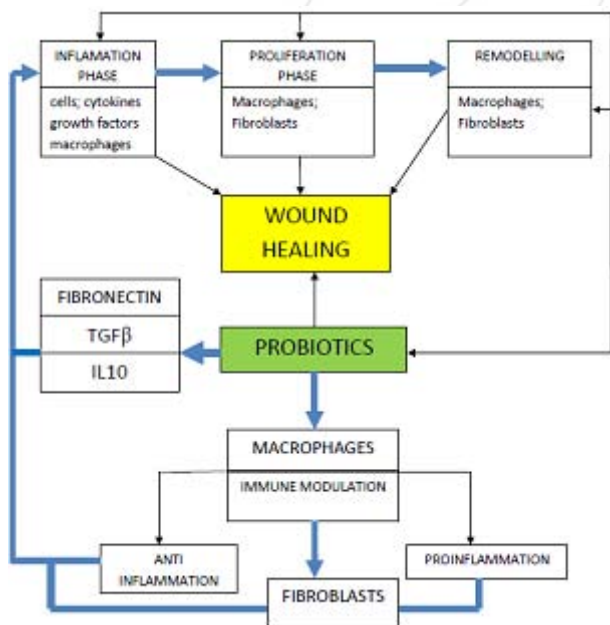 INFLAMATION
PHASE
cells; cytokines
growth factors
macrophages
PROLIFERATION
PHASE
Macrophages;
Fibroblasts
REMODELLING
Macrophages;
Fibroblasts
WOUND
HEALING
FIBRONECTIN
TGFβ
IL10
PROBIOTICS
MACROPHAGES
IMMUNE MODULATION
ANTI
INFLAMMATION
PROINFLAMMATION
FIBROBLASTS